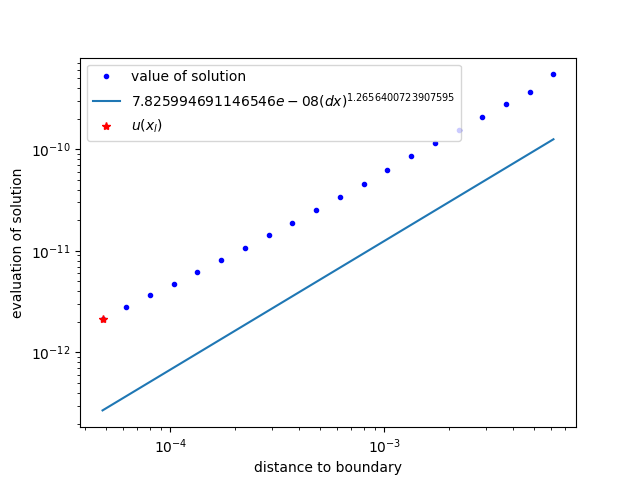 value of solution
7.825994691146546e − 08(dx)^1.2656400723907595
u(x_l)
10^−10
10^−11
10^−12
evaluation of solution
10^−4 10^−3
distance to boundary